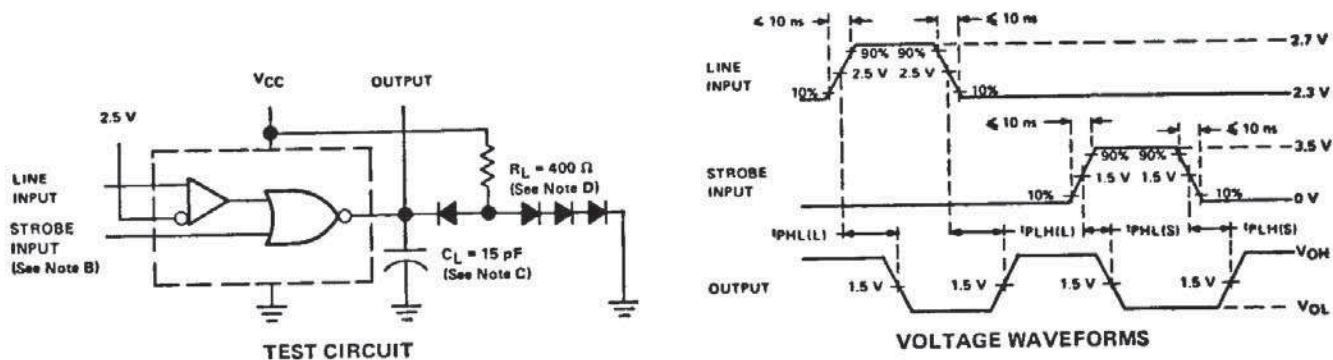 VCC
OUTPUT
2.5 V
LINE
INPUT
STROBE
INPUT
(See Note B)
RL = 400 Ω
(See Note D)
CL = 15 pF
(See Note C)
TEST CIRCUIT
≤ 10 ns
≤ 10 ns
LINE
INPUT
90% 90%
2.5 V 2.5 V
10% 10%
2.7 V
2.3 V
≤ 10 ns
≤ 10 ns
STROBE
INPUT
90% 90%
1.5 V 1.5 V
10% 10%
3.5 V
0 V
tPHL(L) tPLH(L) tPHL(S) tPLH(S)
OUTPUT
1.5 V 1.5 V 1.5 V 1.5 V
VOH
VOL
VOLTAGE WAVEFORMS